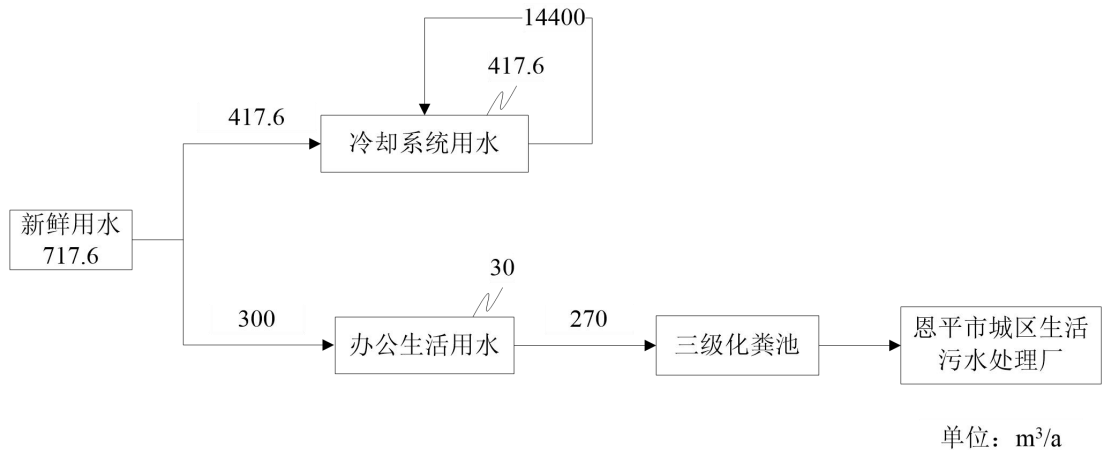 14400
417.6
417.6
冷却系统用水
新鲜用水
717.6
30
300
270
办公生活用水
三级化粪池
恩平市城区生活
污水处理厂
单位：m³/a